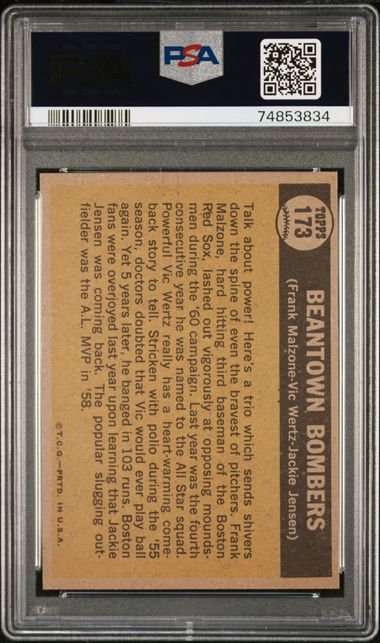 PSA
PSA
74853834
TOPPS
173
BEANTOWN BOMBERS
(Frank Malzone-Vic Wertz-Jackie Jensen)
Talk about power! Here's a trio which sends shivers
down the spine of even the bravest of pitchers. Frank
Malzone, hard hitting third baseman of the Boston
Red Sox, lashed out vigorously at opposing mounds-
men during the '60 campaign. Last year was the fourth
consecutive year he was named to the All Star squad.
Powerful Vic Wertz really has a heart-warming come-
back story to tell. Stricken with polio during the '55
season, doctors doubted that Vic would ever play ball
again. Yet 5 years later, he banged in 103 runs. Boston
fans were overjoyed last year upon learning that Jackie
Jensen was coming back. The popular slugging out-
fielder was the A.L. MVP in '58.
©T.C.G.—PRTD. IN U.S.A.